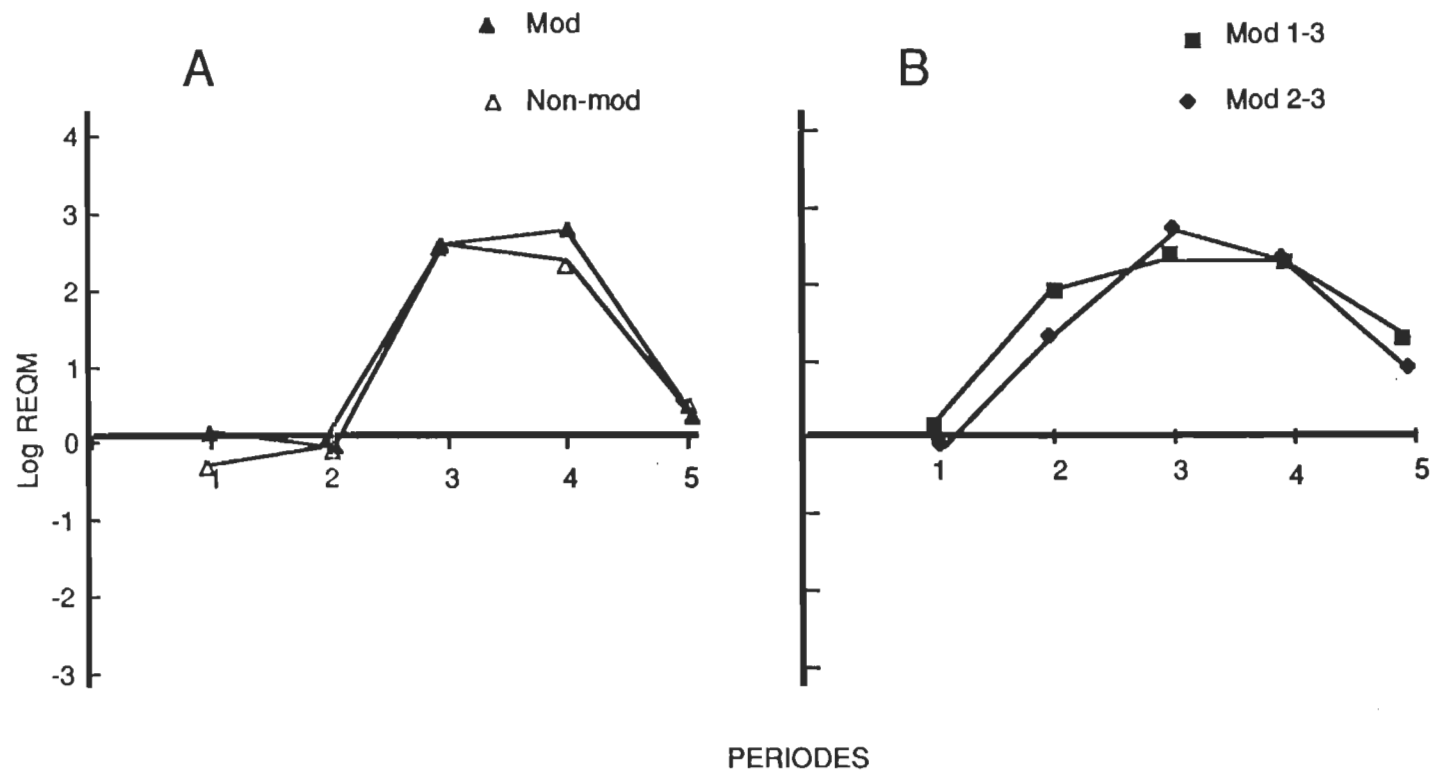 A
Mod
Non-mod
B
Mod 1-3
Mod 2-3
Log REQM
4
3
2
1
0
-1
-2
-3
1 2 3 4 5
1 2 3 4 5
PERIODES